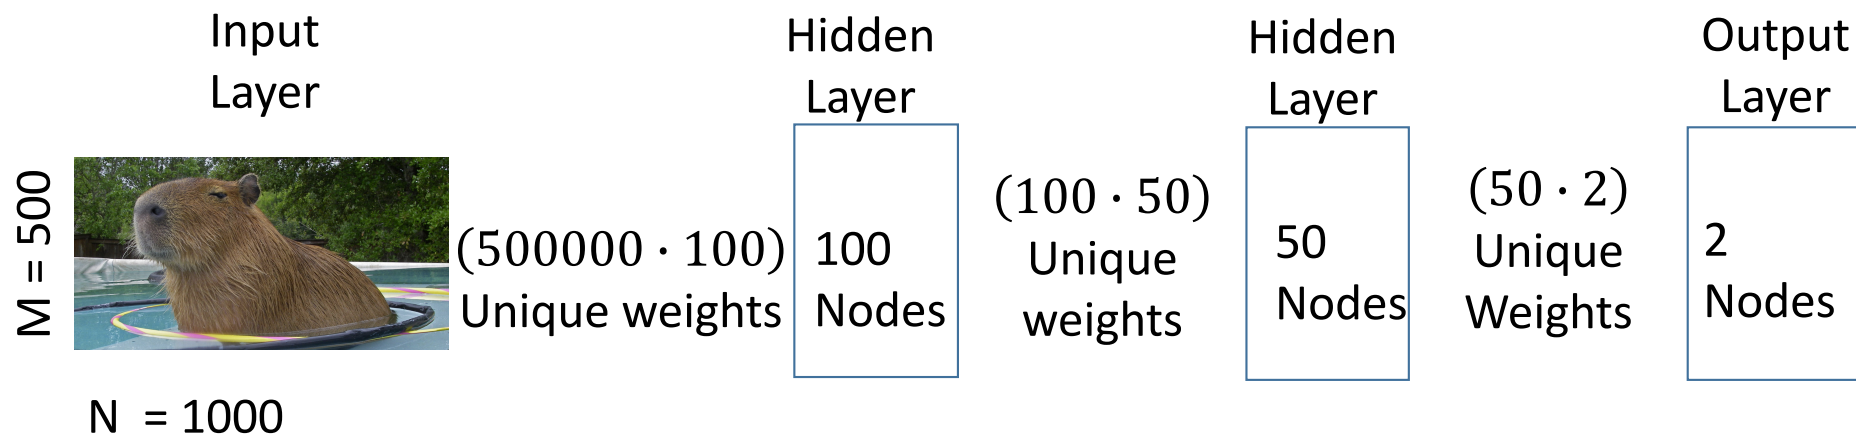 Input
Layer
Hidden
Layer
Hidden
Layer
Output
Layer
M = 500
N = 1000
(500000 · 100)
Unique weights
100
Nodes
(100 · 50)
Unique
weights
50
Nodes
(50 · 2)
Unique
Weights
2
Nodes